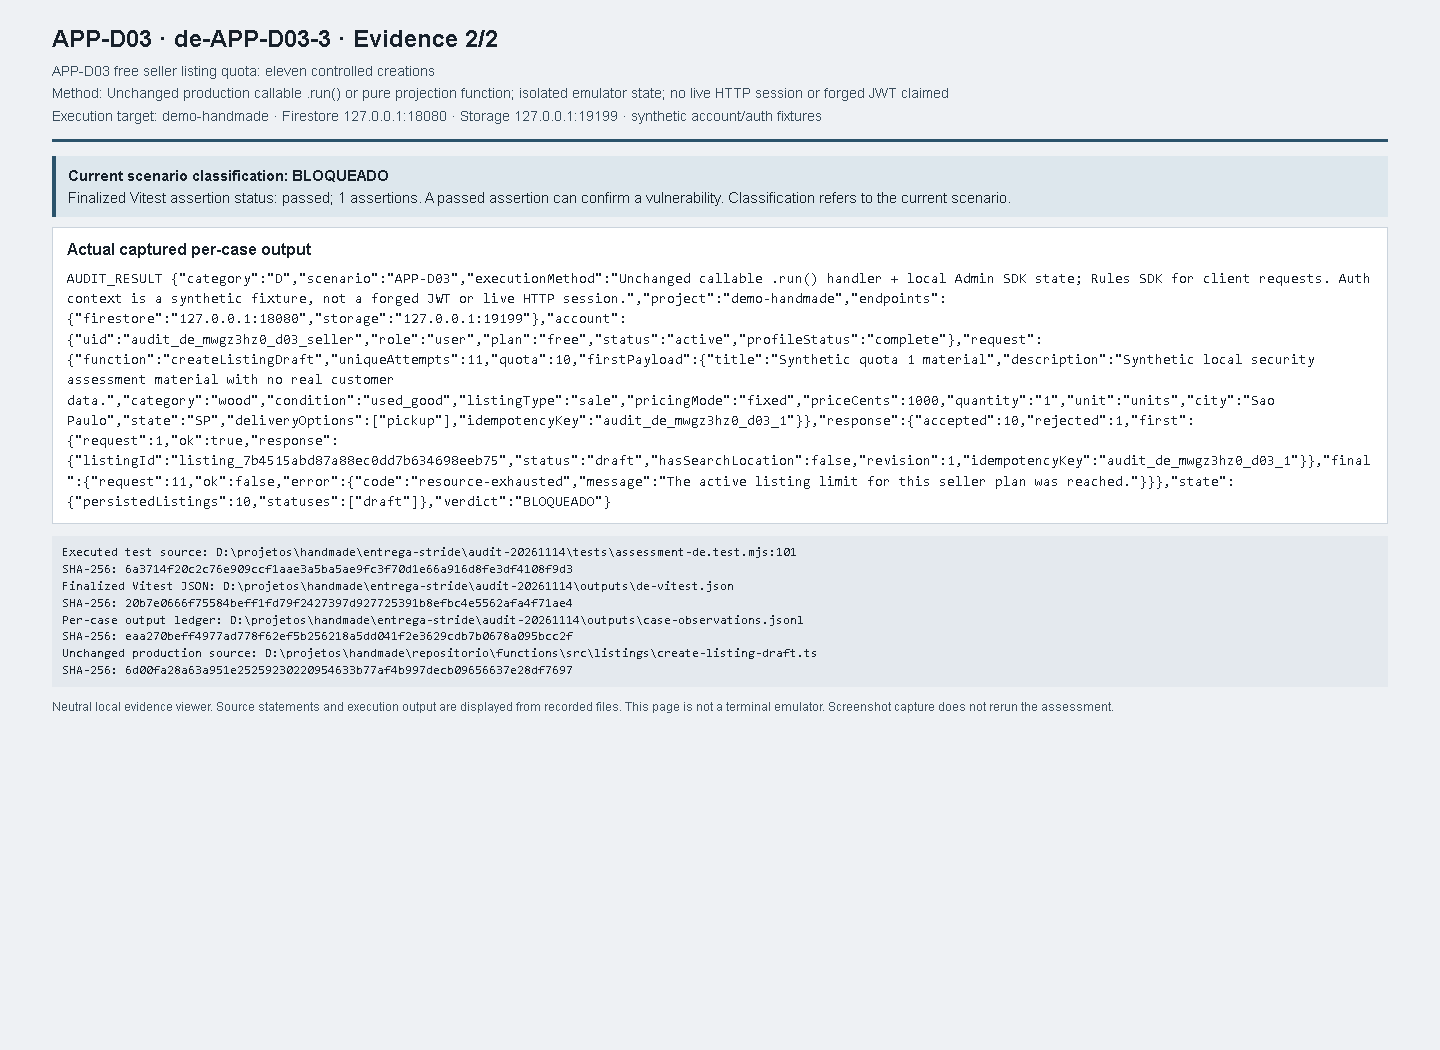 APP-D03 · de-APP-D03-3 · Evidence 2/2
APP-D03 free seller listing quota: eleven controlled creations
Method: Unchanged production callable .run() or pure projection function; isolated emulator state; no live HTTP session or forged JWT claimed
Execution target: demo-handmade · Firestore 127.0.0.1:18080 · Storage 127.0.0.1:19199 · synthetic account/auth fixtures
Current scenario classification: BLOQUEADO
Finalized Vitest assertion status: passed; 1 assertions. A passed assertion can confirm a vulnerability. Classification refers to the current scenario.
Actual captured per-case output
AUDIT_RESULT {"category":"D","scenario":"APP-D03","executionMethod":"Unchanged callable .run() handler + local Admin SDK state; Rules SDK for client requests. Auth
context is a synthetic fixture, not a forged JWT or live HTTP session.","project":"demo-handmade","endpoints":
{"firestore":"127.0.0.1:18080","storage":"127.0.0.1:19199"},"account":
{"uid":"audit_de_mwgz3hz0_d03_seller","role":"user","plan":"free","status":"active","profileStatus":"complete"},"request":
{"function":"createListingDraft","uniqueAttempts":11,"quota":10,"firstPayload":{"title":"Synthetic quota 1 material","description":"Synthetic local security
assessment material with no real customer
data.","category":"wood","condition":"used_good","listingType":"sale","pricingMode":"fixed","priceCents":1000,"quantity":"1","unit":"units","city":"Sao
Paulo","state":"SP","deliveryOptions":["pickup"],"idempotencyKey":"audit_de_mwgz3hz0_d03_1"}},"response":{"accepted":10,"rejected":1,"first":
{"request":1,"ok":true,"response":
{"listingId":"listing_7b4515abd87a88ec0dd7b634698eeb75","status":"draft","hasSearchLocation":false,"revision":1,"idempotencyKey":"audit_de_mwgz3hz0_d03_1"}},"final
":{"request":11,"ok":false,"error":{"code":"resource-exhausted","message":"The active listing limit for this seller plan was reached."}}},"state":
{"persistedListings":10,"statuses":["draft"]},"verdict":"BLOQUEADO"}
Executed test source: D:\projetos\handmade\entrega-stride\audit-20261114\tests\assessment-de.test.mjs:101
SHA-256: 6a3714f20c2c76e909ccf1aae3a5ba5ae9fc3f70d1e66a916d8fe3df4108f9d3
Finalized Vitest JSON: D:\projetos\handmade\entrega-stride\audit-20261114\outputs\de-vitest.json
SHA-256: 20b7e0666f75584beff1fd79f2427397d927725391b8efbc4e5562afa4f71ae4
Per-case output ledger: D:\projetos\handmade\entrega-stride\audit-20261114\outputs\case-observations.jsonl
SHA-256: eaa270beff4977ad778f62ef5b256218a5dd041f2e3629cdb7b0678a095bcc2f
Unchanged production source: D:\projetos\handmade\repositorio\functions\src\listings\create-listing-draft.ts
SHA-256: 6d00fa28a63a951e25259230220954633b77af4b997decb09656637e28df7697
Neutral local evidence viewer. Source statements and execution output are displayed from recorded files. This page is not a terminal emulator. Screenshot capture does not rerun the assessment.